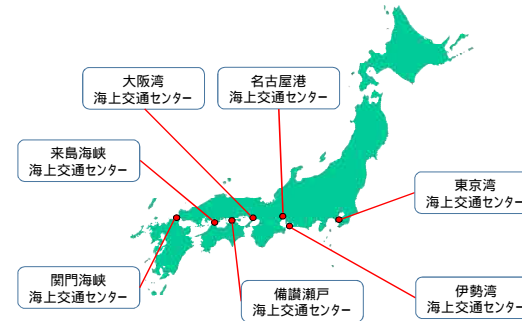 大阪湾
海上交通センター
名古屋港
海上交通センター
来島海峡
海上交通センター
東京湾
海上交通センター
関門海峡
海上交通センター
備讃瀬戸
海上交通センター
伊勢湾
海上交通センター